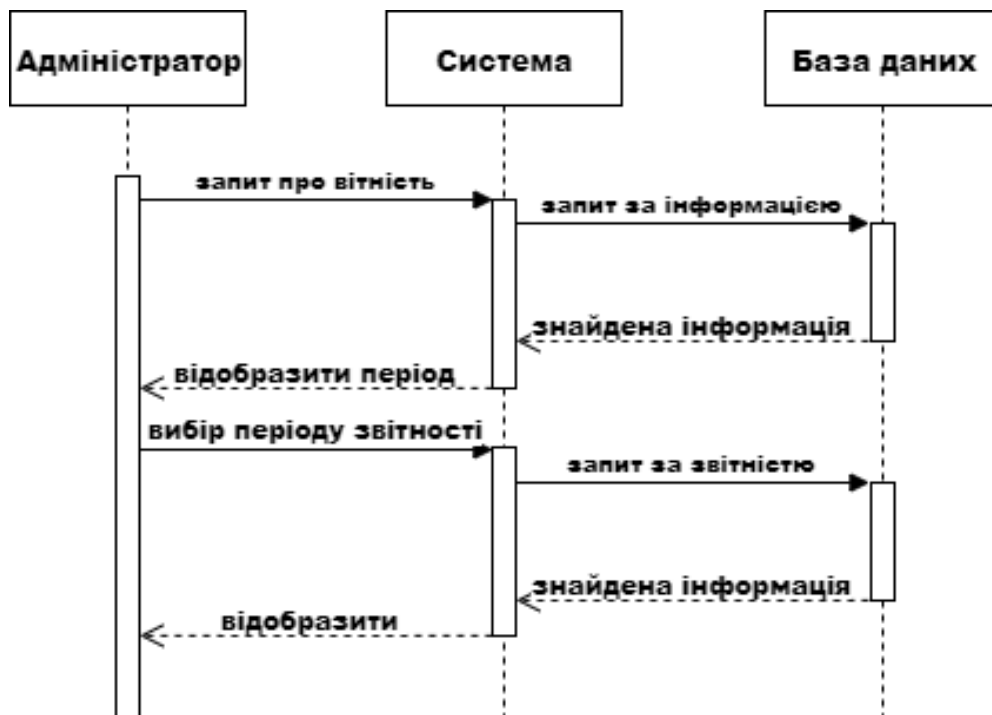 Адміністратор
Система
База даних
запит про вітність
запит за інформацією
знайдена інформація
відобразити період
вибір періоду звітності
запит за звітністю
знайдена інформація
відобразити